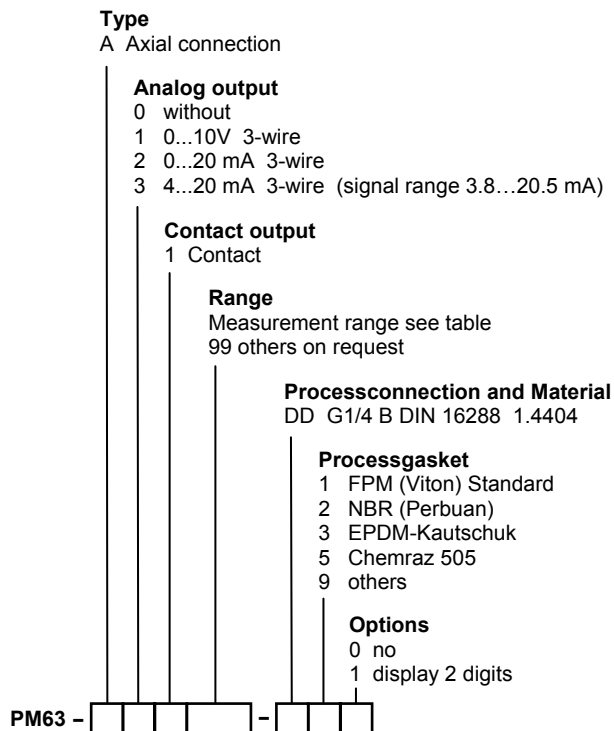 Type
A Axial connection
Analog output
0 without
1 0...10V 3-wire
2 0...20 mA 3-wire
3 4...20 mA 3-wire (signal range 3.8…20.5 mA)
Contact output
1 Contact
Range
Measurement range see table
99 others on request
Processconnection and Material
DD G1/4 B DIN 16288 1.4404
Processgasket
1 FPM (Viton) Standard
2 NBR (Perbuan)
3 EPDM-Kautschuk
5 Chemraz 505
9 others
Options
0 no
1 display 2 digits
PM63 – –